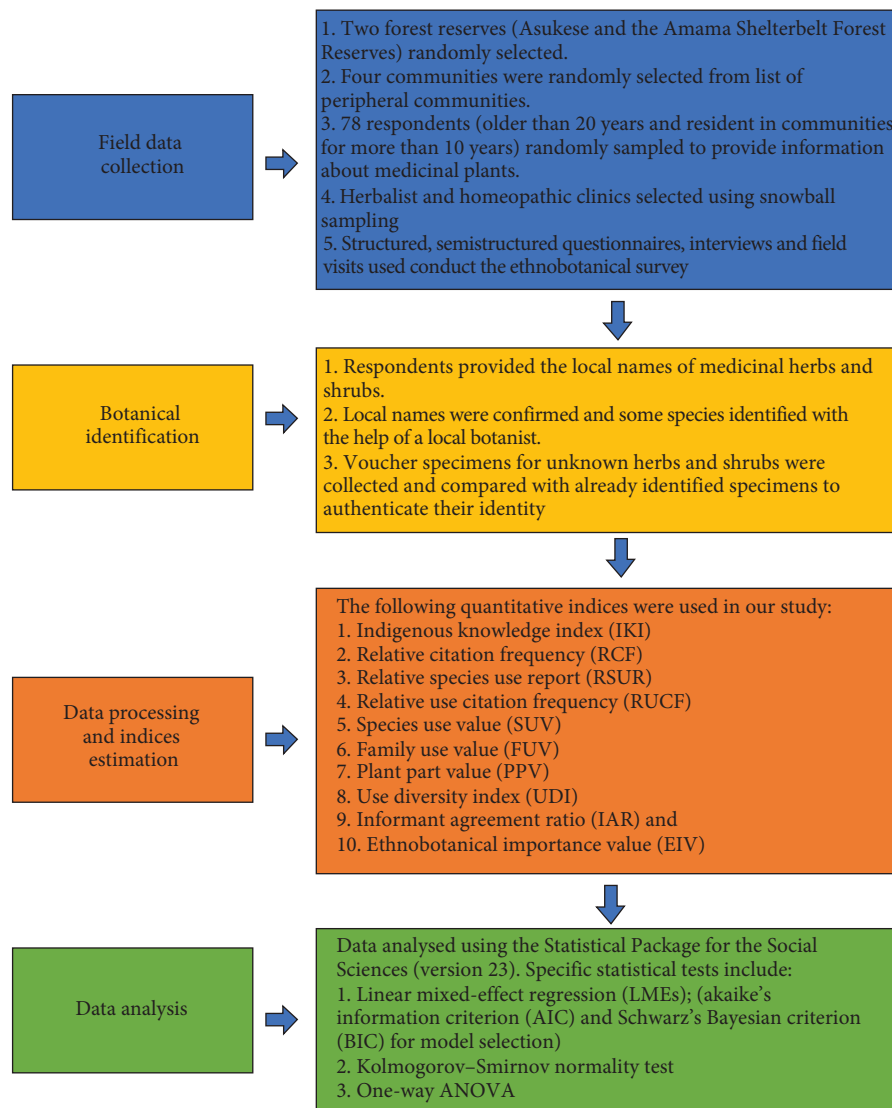 Field data
collection
1. Two forest reserves (Asukese and the Amama Shelterbelt Forest
Reserves) randomly selected.
2. Four communities were randomly selected from list of
peripheral communities.
3. 78 respondents (older than 20 years and resident in communities
for more than 10 years) randomly sampled to provide information
about medicinal plants.
4. Herbalist and homeopathic clinics selected using snowball
sampling
5. Structured, semistructured questionnaires, interviews and field
visits used conduct the ethnobotanical survey
Botanical
identification
1. Respondents provided the local names of medicinal herbs and
shrubs.
2. Local names were confirmed and some species identified with
the help of a local botanist.
3. Voucher specimens for unknown herbs and shrubs were
collected and compared with already identified specimens to
authenticate their identity
Data processing
and indices
estimation
The following quantitative indices were used in our study:
1. Indigenous knowledge index (IKI)
2. Relative citation frequency (RCF)
3. Relative species use report (RSUR)
4. Relative use citation frequency (RUCF)
5. Species use value (SUV)
6. Family use value (FUV)
7. Plant part value (PPV)
8. Use diversity index (UDI)
9. Informant agreement ratio (IAR) and
10. Ethnobotanical importance value (EIV)
Data analysis
Data analysed using the Statistical Package for the Social
Sciences (version 23). Specific statistical tests include:
1. Linear mixed-effect regression (LMEs); (akaike's
information criterion (AIC) and Schwarz's Bayesian criterion
(BIC) for model selection)
2. Kolmogorov–Smirnov normality test
3. One-way ANOVA